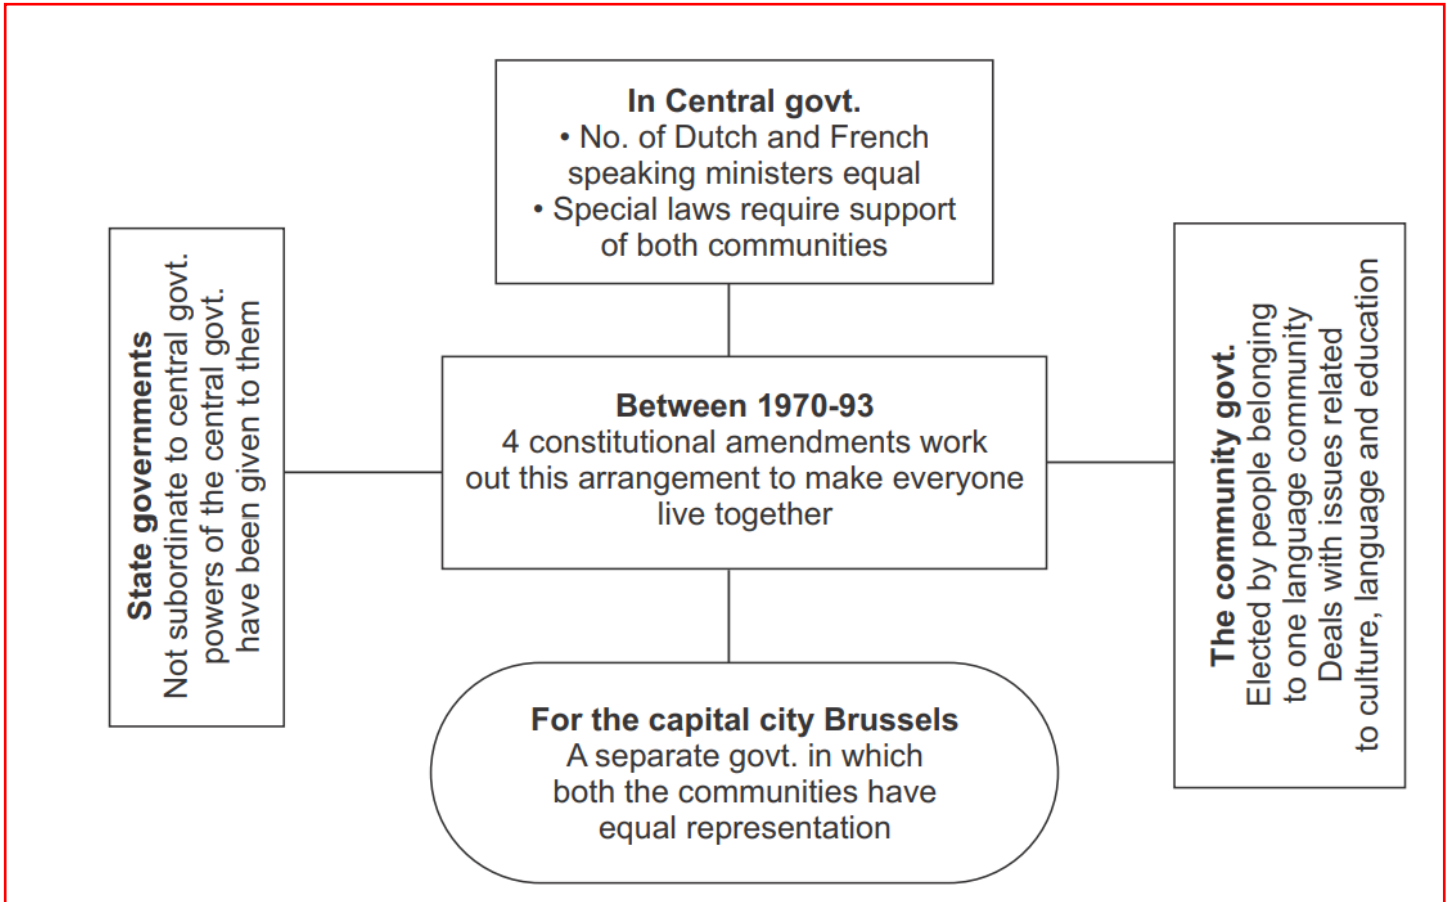 In Central govt.
• No. of Dutch and French
speaking ministers equal
• Special laws require support
of both communities
State governments
Not subordinate to central govt.
powers of the central govt.
have been given to them
Between 1970-93
4 constitutional amendments work
out this arrangement to make everyone
live together
The community govt.
Elected by people belonging
to one language community
Deals with issues related
to culture, language and education
For the capital city Brussels
A separate govt. in which
both the communities have
equal representation